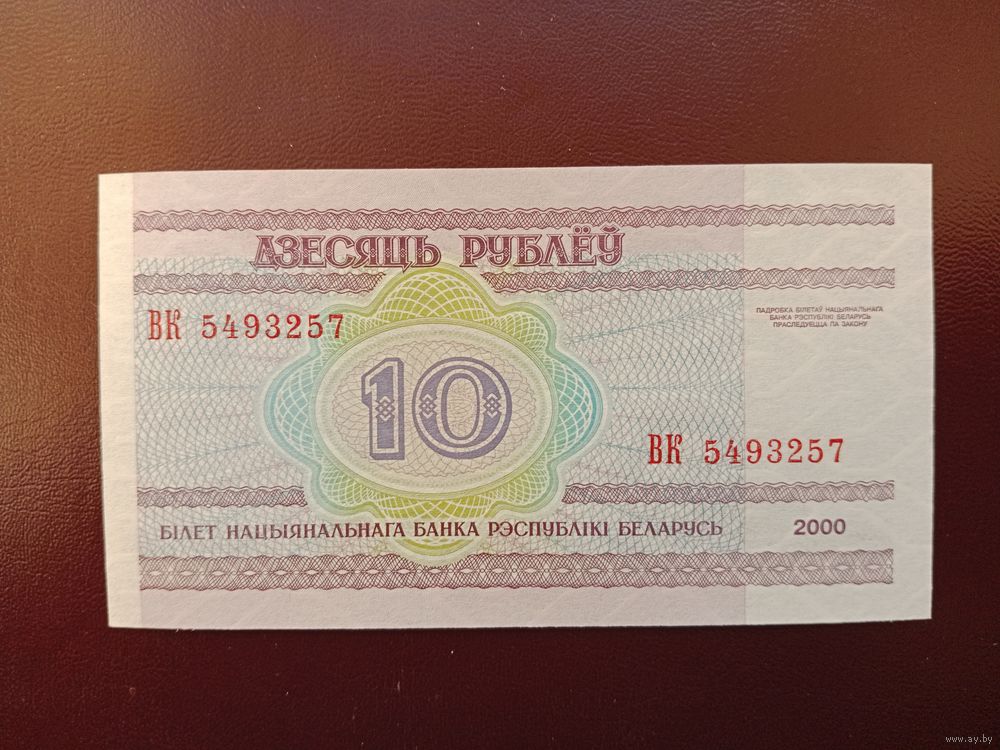 ДЗЕСЯЦЬ РУБЛЁЎ
ВК 5493257
ПАДРОБКА БІЛЕТАЎ НАЦЫЯНАЛЬНАГА
БАНКА РЭСПУБЛІКІ БЕЛАРУСЬ
ПРАСЛЕДУЕЦЦА ПА ЗАКОНУ
10
ВК 5493257
БІЛЕТ НАЦЫЯНАЛЬНАГА БАНКА РЭСПУБЛІКІ БЕЛАРУСЬ 2000
www.ay.by